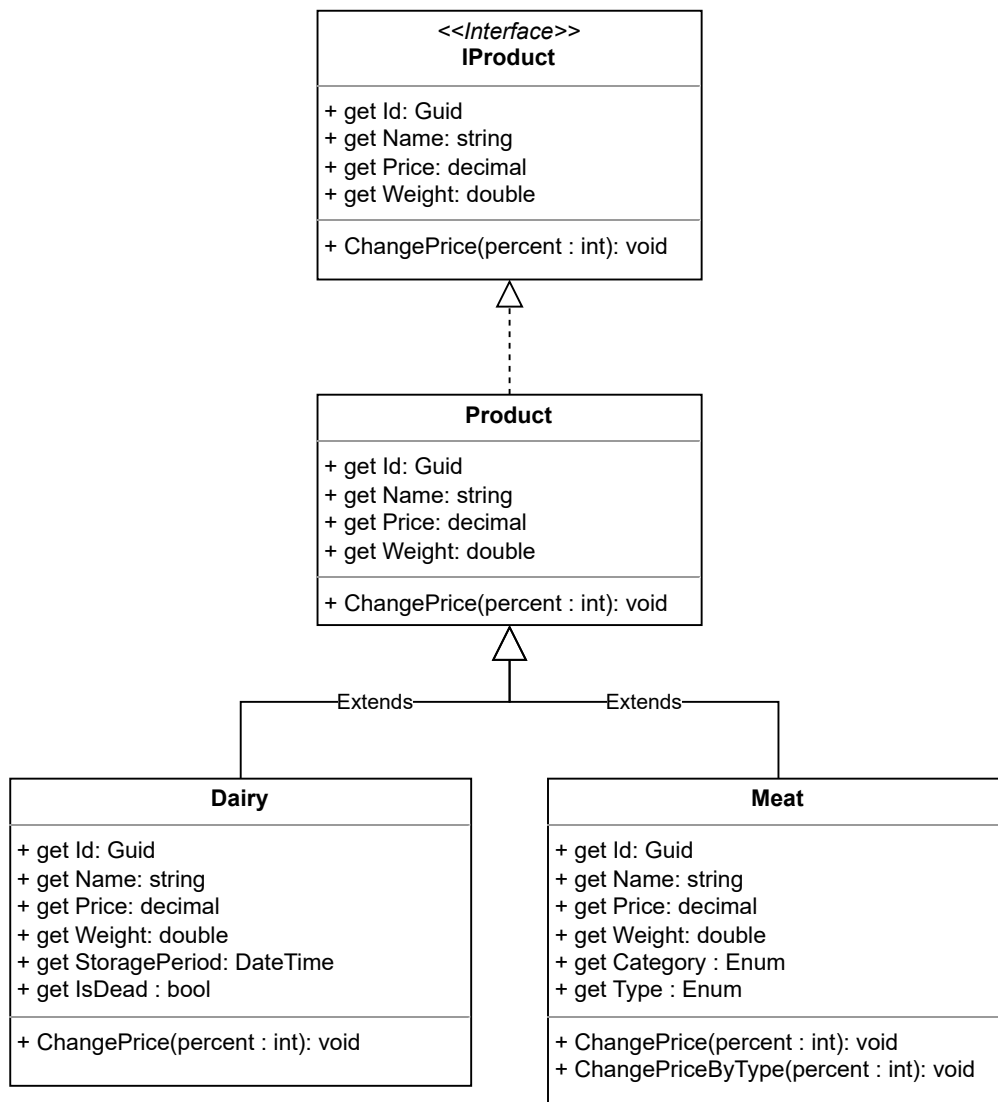 <<Interface>>
IProduct
+ get Id: Guid
+ get Name: string
+ get Price: decimal
+ get Weight: double
+ ChangePrice(percent : int): void
Product
+ get Id: Guid
+ get Name: string
+ get Price: decimal
+ get Weight: double
+ ChangePrice(percent : int): void
Extends
Extends
Dairy
+ get Id: Guid
+ get Name: string
+ get Price: decimal
+ get Weight: double
+ get StoragePeriod: DateTime
+ get IsDead : bool
+ ChangePrice(percent : int): void
Meat
+ get Id: Guid
+ get Name: string
+ get Price: decimal
+ get Weight: double
+ get Category : Enum
+ get Type : Enum
+ ChangePrice(percent : int): void
+ ChangePriceByType(percent : int): void